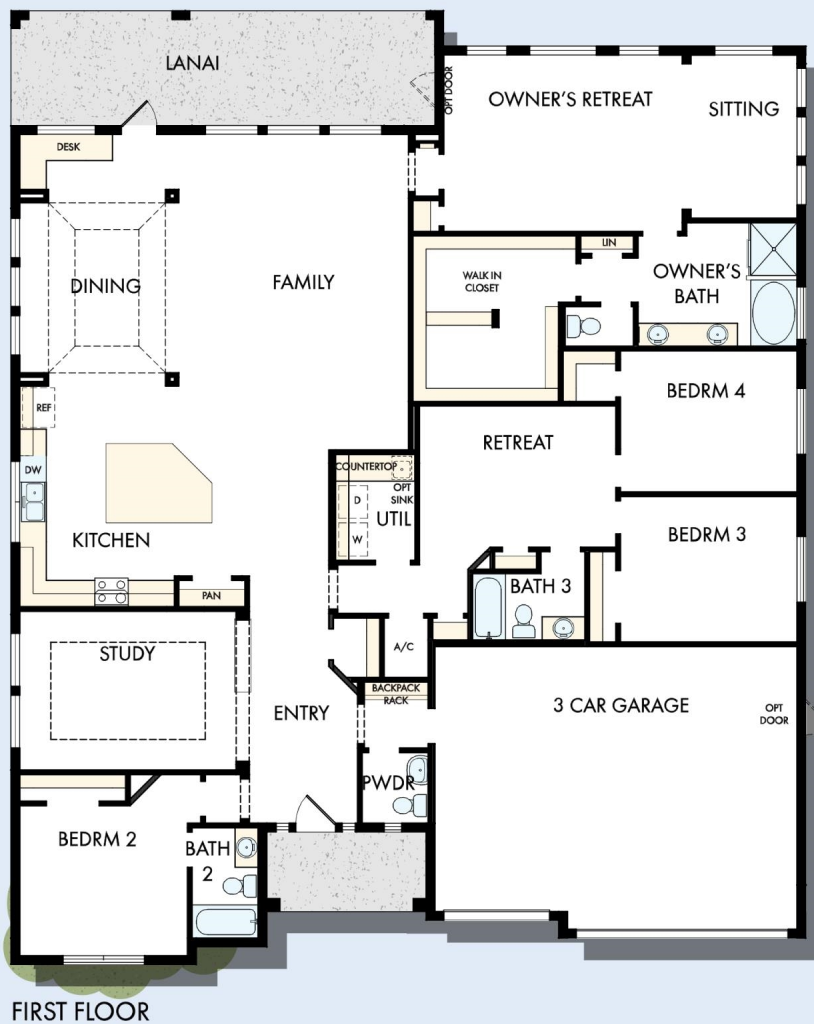 LANAI
OPT DOOR
OWNER'S RETREAT
SITTING
DESK
DINING
FAMILY
WALK IN
CLOSET
LIN
OWNER'S
BATH
REF
BEDRM 4
RETREAT
DW
COUNTERTOP
D
OPT
SINK
UTIL
W
KITCHEN
BEDRM 3
PAN
BATH 3
STUDY
A/C
BACKPACK
RACK
ENTRY
3 CAR GARAGE
OPT
DOOR
PWDR
BEDRM 2
BATH
2
FIRST FLOOR